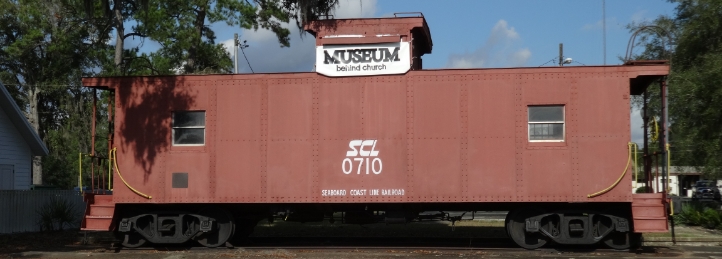 MUSEUM
behind church
SCL
0710
SEABOARD COAST LINE RAILROAD